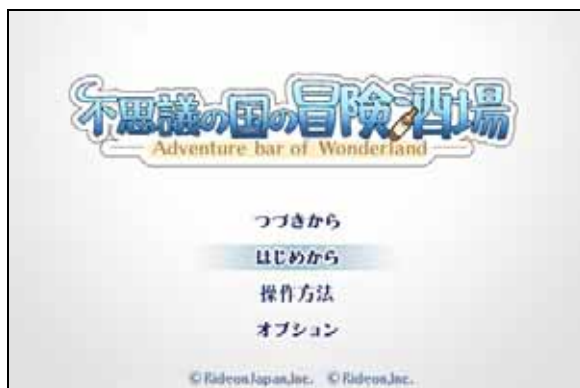 不思議の国の冒険酒場
Adventure bar of Wonderland
つづきから
はじめから
操作方法
オプション
© RideonJapan,Inc. © Rideon,Inc.